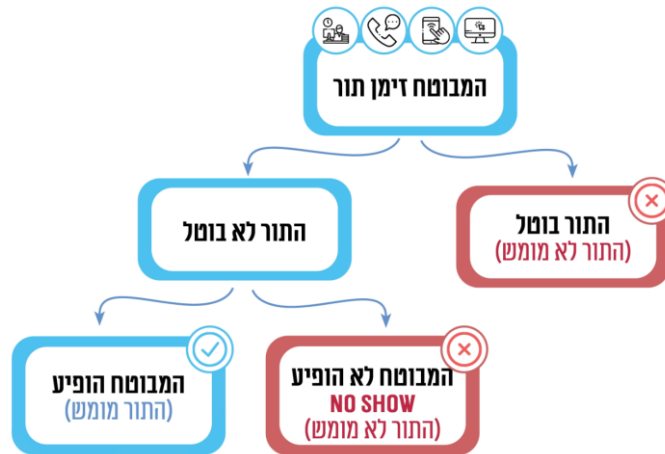 המבוטח זימן תור
התור בוטל
(התור לא מומש)
התור לא בוטל
המבוטח לא הופיע
NO SHOW
(התור לא מומש)
המבוטח הופיע
(התור מומש)